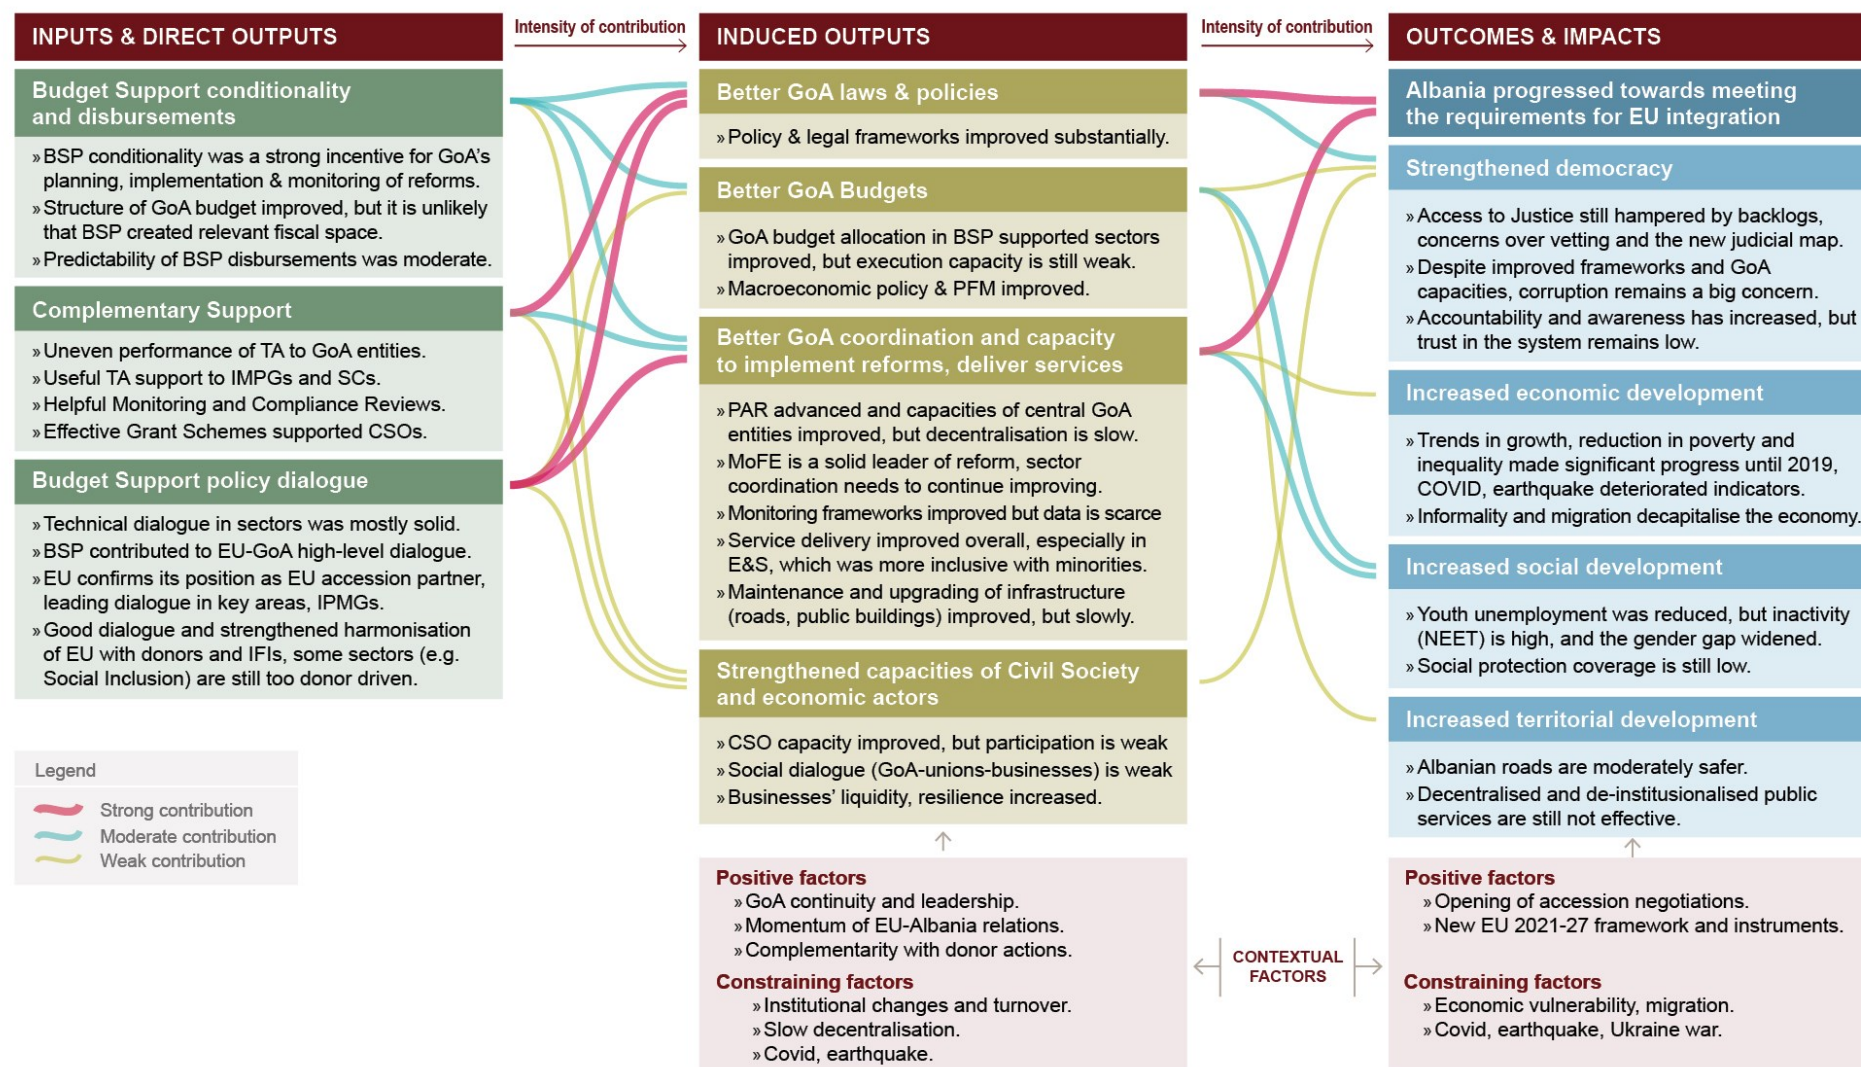 INPUTS & DIRECT OUTPUTS
Intensity of contribution
INDUCED OUTPUTS
Intensity of contribution
OUTCOMES & IMPACTS
Budget Support conditionality
and disbursements
»BSP conditionality was a strong incentive for GoA's
planning, implementation & monitoring of reforms.
»Structure of GoA budget improved, but it is unlikely
that BSP created relevant fiscal space.
»Predictability of BSP disbursements was moderate.
Complementary Support
»Uneven performance of TA to GoA entities.
»Useful TA support to IMPGs and SCs.
»Helpful Monitoring and Compliance Reviews.
»Effective Grant Schemes supported CSOs.
Budget Support policy dialogue
»Technical dialogue in sectors was mostly solid.
»BSP contributed to EU-GoA high-level dialogue.
»EU confirms its position as EU accession partner,
leading dialogue in key areas, IPMGs.
»Good dialogue and strengthened harmonisation
of EU with donors and IFIs, some sectors (e.g.
Social Inclusion) are still too donor driven.
Legend
Strong contribution
Moderate contribution
Weak contribution
Better GoA laws & policies
»Policy & legal frameworks improved substantially.
Better GoA Budgets
»GoA budget allocation in BSP supported sectors
improved, but execution capacity is still weak.
»Macroeconomic policy & PFM improved.
Better GoA coordination and capacity
to implement reforms, deliver services
»PAR advanced and capacities of central GoA
entities improved, but decentralisation is slow.
»MoFE is a solid leader of reform, sector
coordination needs to continue improving.
»Monitoring frameworks improved but data is scarce
»Service delivery improved overall, especially in
E&S, which was more inclusive with minorities.
»Maintenance and upgrading of infrastructure
(roads, public buildings) improved, but slowly.
Strengthened capacities of Civil Society
and economic actors
»CSO capacity improved, but participation is weak
»Social dialogue (GoA-unions-businesses) is weak
»Businesses' liquidity, resilience increased.
Positive factors
»GoA continuity and leadership.
»Momentum of EU-Albania relations.
»Complementarity with donor actions.
Constraining factors
»Institutional changes and turnover.
»Slow decentralisation.
»Covid, earthquake.
CONTEXTUAL
FACTORS
Albania progressed towards meeting
the requirements for EU integration
Strengthened democracy
»Access to Justice still hampered by backlogs,
concerns over vetting and the new judicial map.
»Despite improved frameworks and GoA
capacities, corruption remains a big concern.
»Accountability and awareness has increased, but
trust in the system remains low.
Increased economic development
»Trends in growth, reduction in poverty and
inequality made significant progress until 2019,
COVID, earthquake deteriorated indicators.
»Informality and migration decapitalise the economy.
Increased social development
»Youth unemployment was reduced, but inactivity
(NEET) is high, and the gender gap widened.
»Social protection coverage is still low.
Increased territorial development
»Albanian roads are moderately safer.
»Decentralised and de-institusionalised public
services are still not effective.
Positive factors
»Opening of accession negotiations.
»New EU 2021-27 framework and instruments.
Constraining factors
»Economic vulnerability, migration.
»Covid, earthquake, Ukraine war.